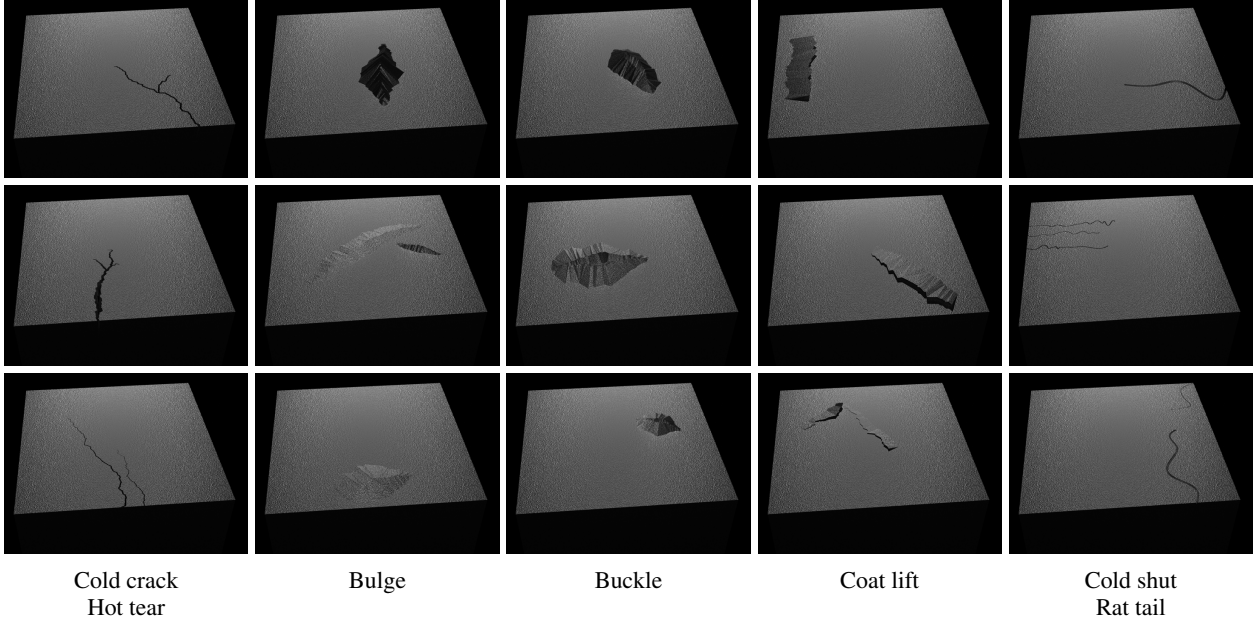 Cold crack
Hot tear
Bulge
Buckle
Coat lift
Cold shut
Rat tail